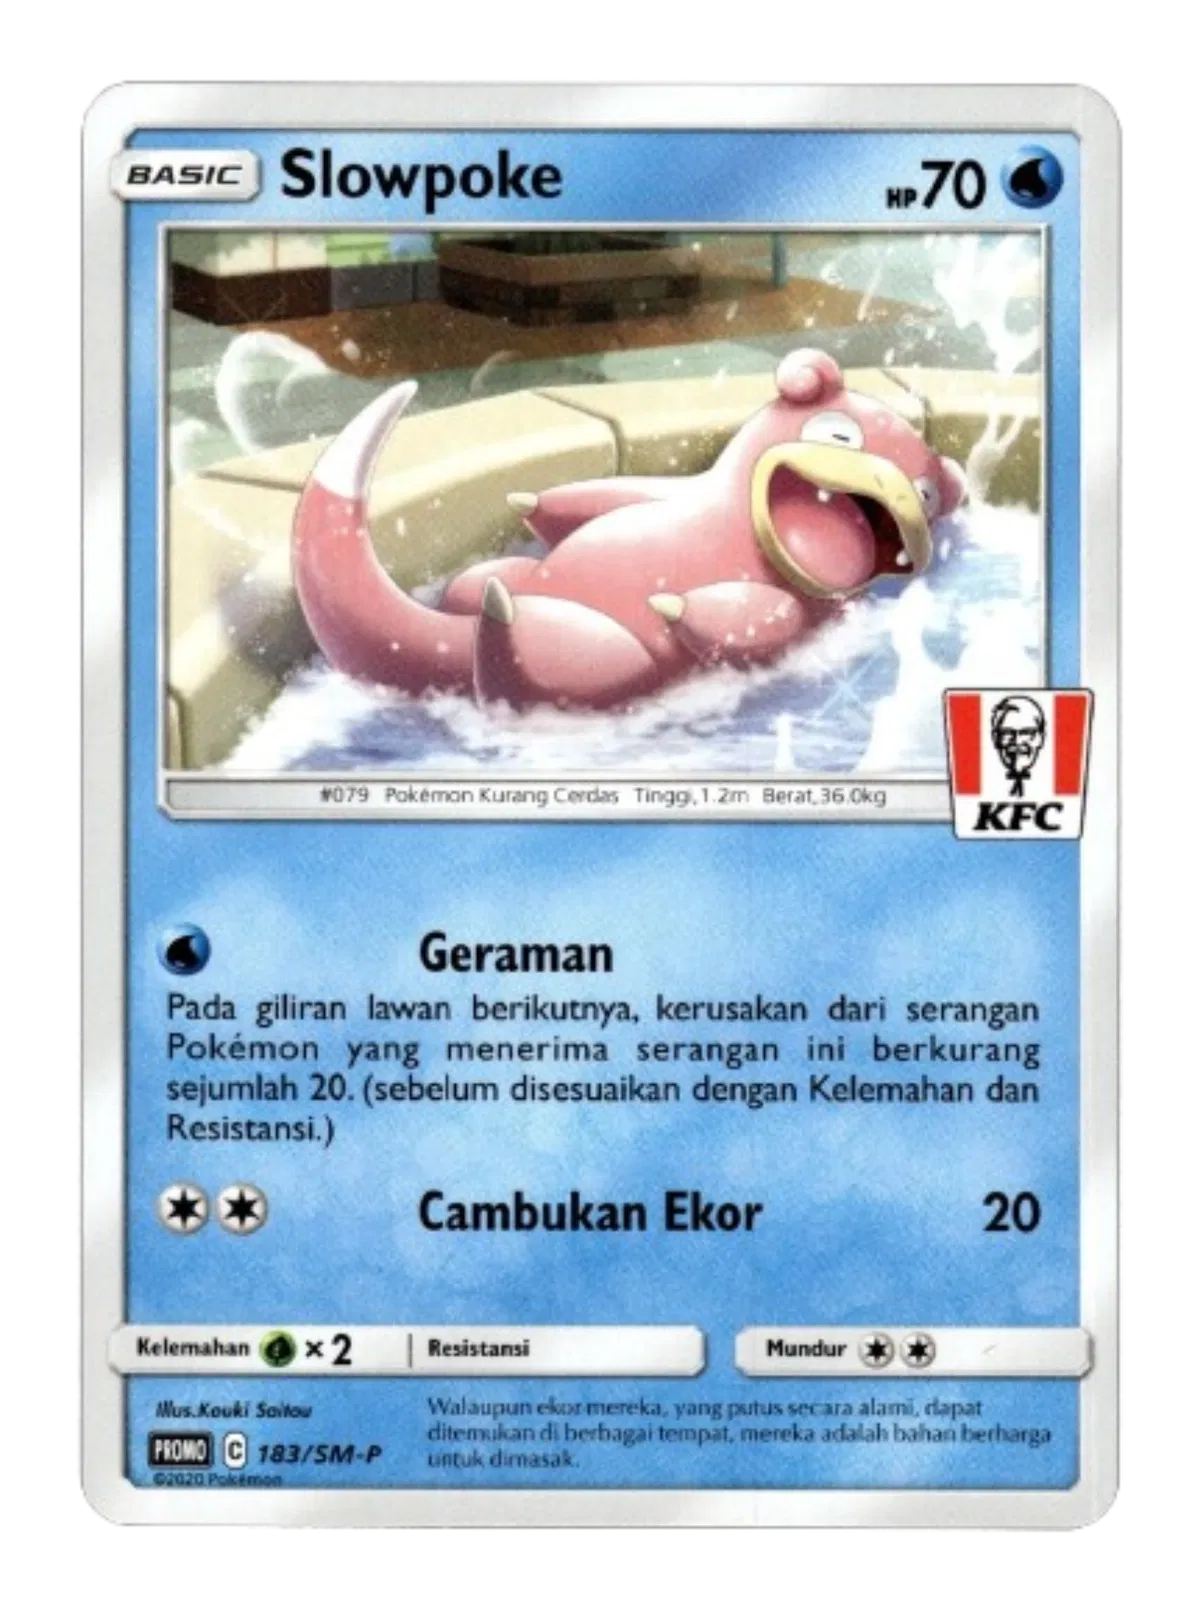 BASIC Slowpoke HP 70
#079 Pokémon Kurang Cerdas Tinggi, 1.2m Berat, 36.0kg
KFC
Geraman
Pada giliran lawan berikutnya, kerusakan dari serangan
Pokémon yang menerima serangan ini berkurang
sejumlah 20. (sebelum disesuaikan dengan Kelemahan dan
Resistansi.)
Cambukan Ekor 20
Kelemahan ×2 Resistansi Mundur
Illus. Kouki Saitou
PROMO C 183/SM-P
©2020 Pokémon
Walaupun ekor mereka, yang putus secara alami, dapat
ditemukan di berbagai tempat, mereka adalah bahan berharga
untuk dimasak.